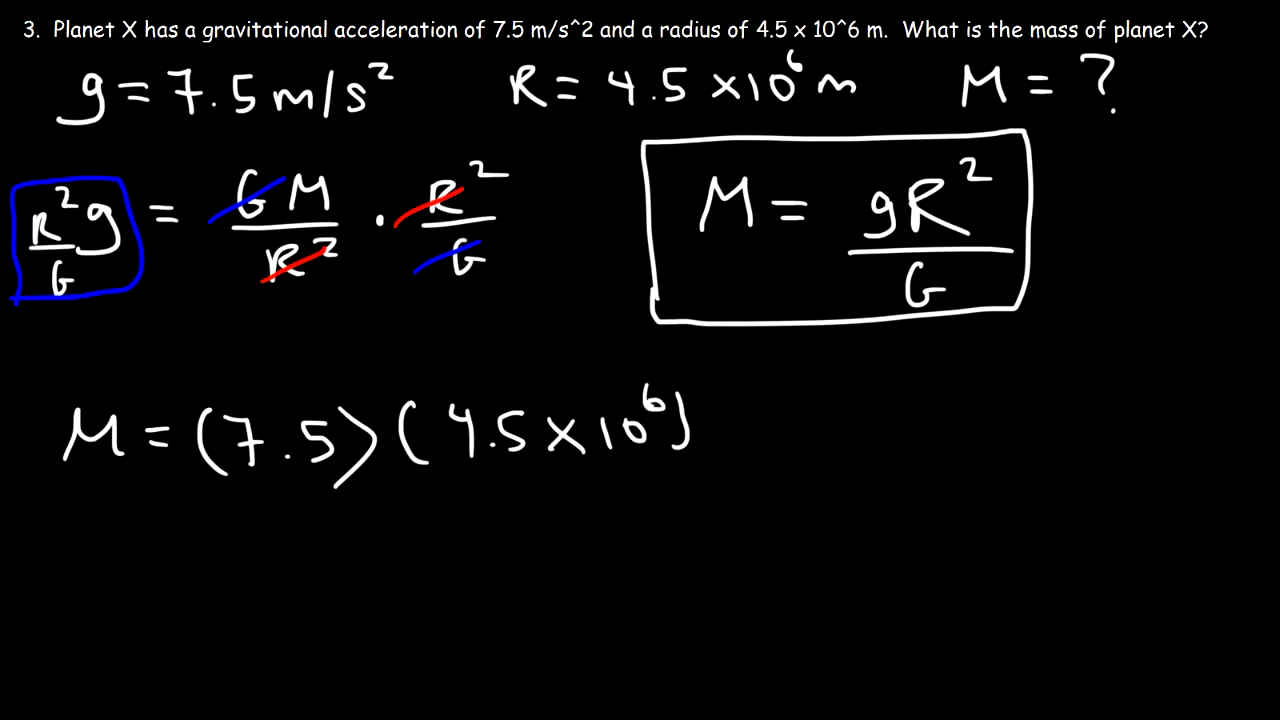 3. Planet X has a gravitational acceleration of 7.5 m/s^2 and a radius of 4.5 x 10^6 m. What is the mass of planet X?
g = 7.5 m/s² R = 4.5 × 10⁶ m M = ?
R²/G g = GM/R² · R²/G M = gR²/G
M = (7.5)(4.5 × 10⁶)